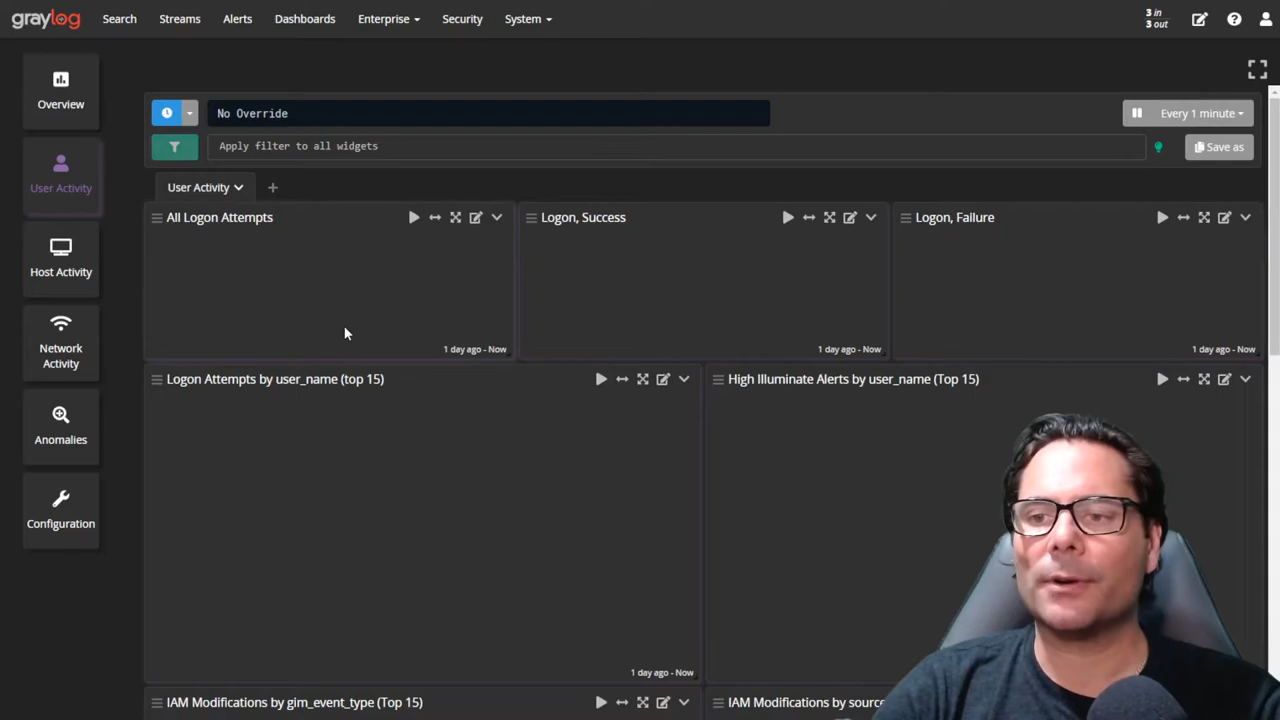 graylog Search Streams Alerts Dashboards Enterprise Security System 3 in
3 out
Overview
User Activity
Host Activity
Network
Activity
Anomalies
Configuration
No Override
Every 1 minute
Apply filter to all widgets
Save as
User Activity
All Logon Attempts
1 day ago - Now
Logon, Success
1 day ago - Now
Logon, Failure
1 day ago - Now
Logon Attempts by user_name (top 15)
1 day ago - Now
High Illuminate Alerts by user_name (Top 15)
IAM Modifications by gim_event_type (Top 15)
IAM Modifications by source